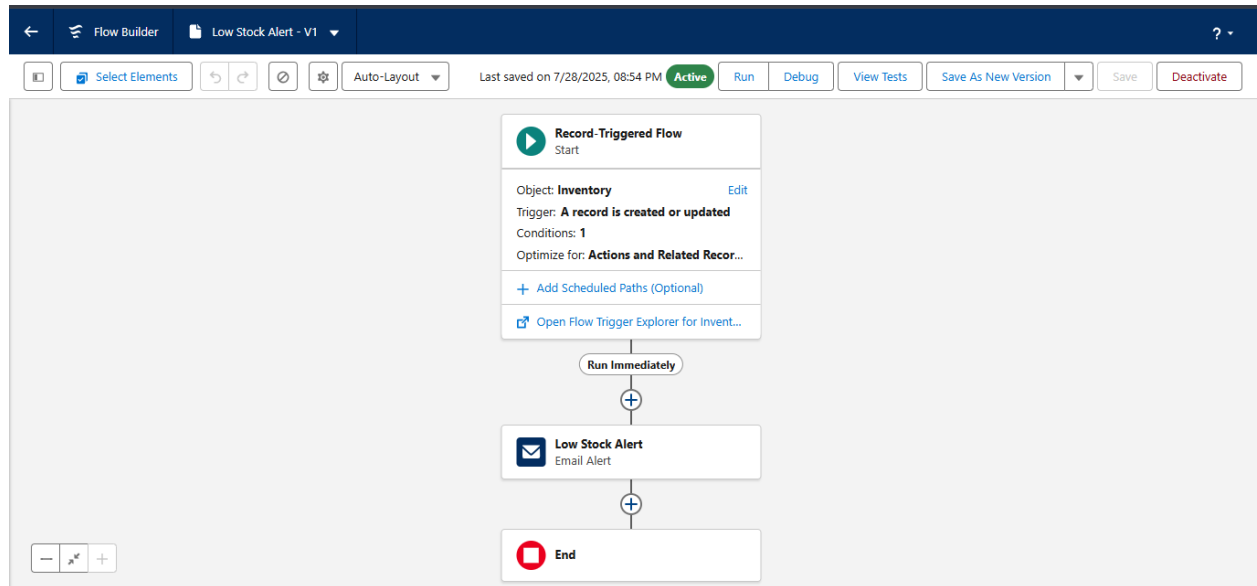 Flow Builder
Low Stock Alert - V1
?
Select Elements
Auto-Layout
Last saved on 7/28/2025, 08:54 PM
Active
Run
Debug
View Tests
Save As New Version
Save
Deactivate
Record-Triggered Flow
Start
Object: Inventory
Edit
Trigger: A record is created or updated
Conditions: 1
Optimize for: Actions and Related Recor...
Add Scheduled Paths (Optional)
Open Flow Trigger Explorer for Invent...
Run Immediately
Low Stock Alert
Email Alert
End